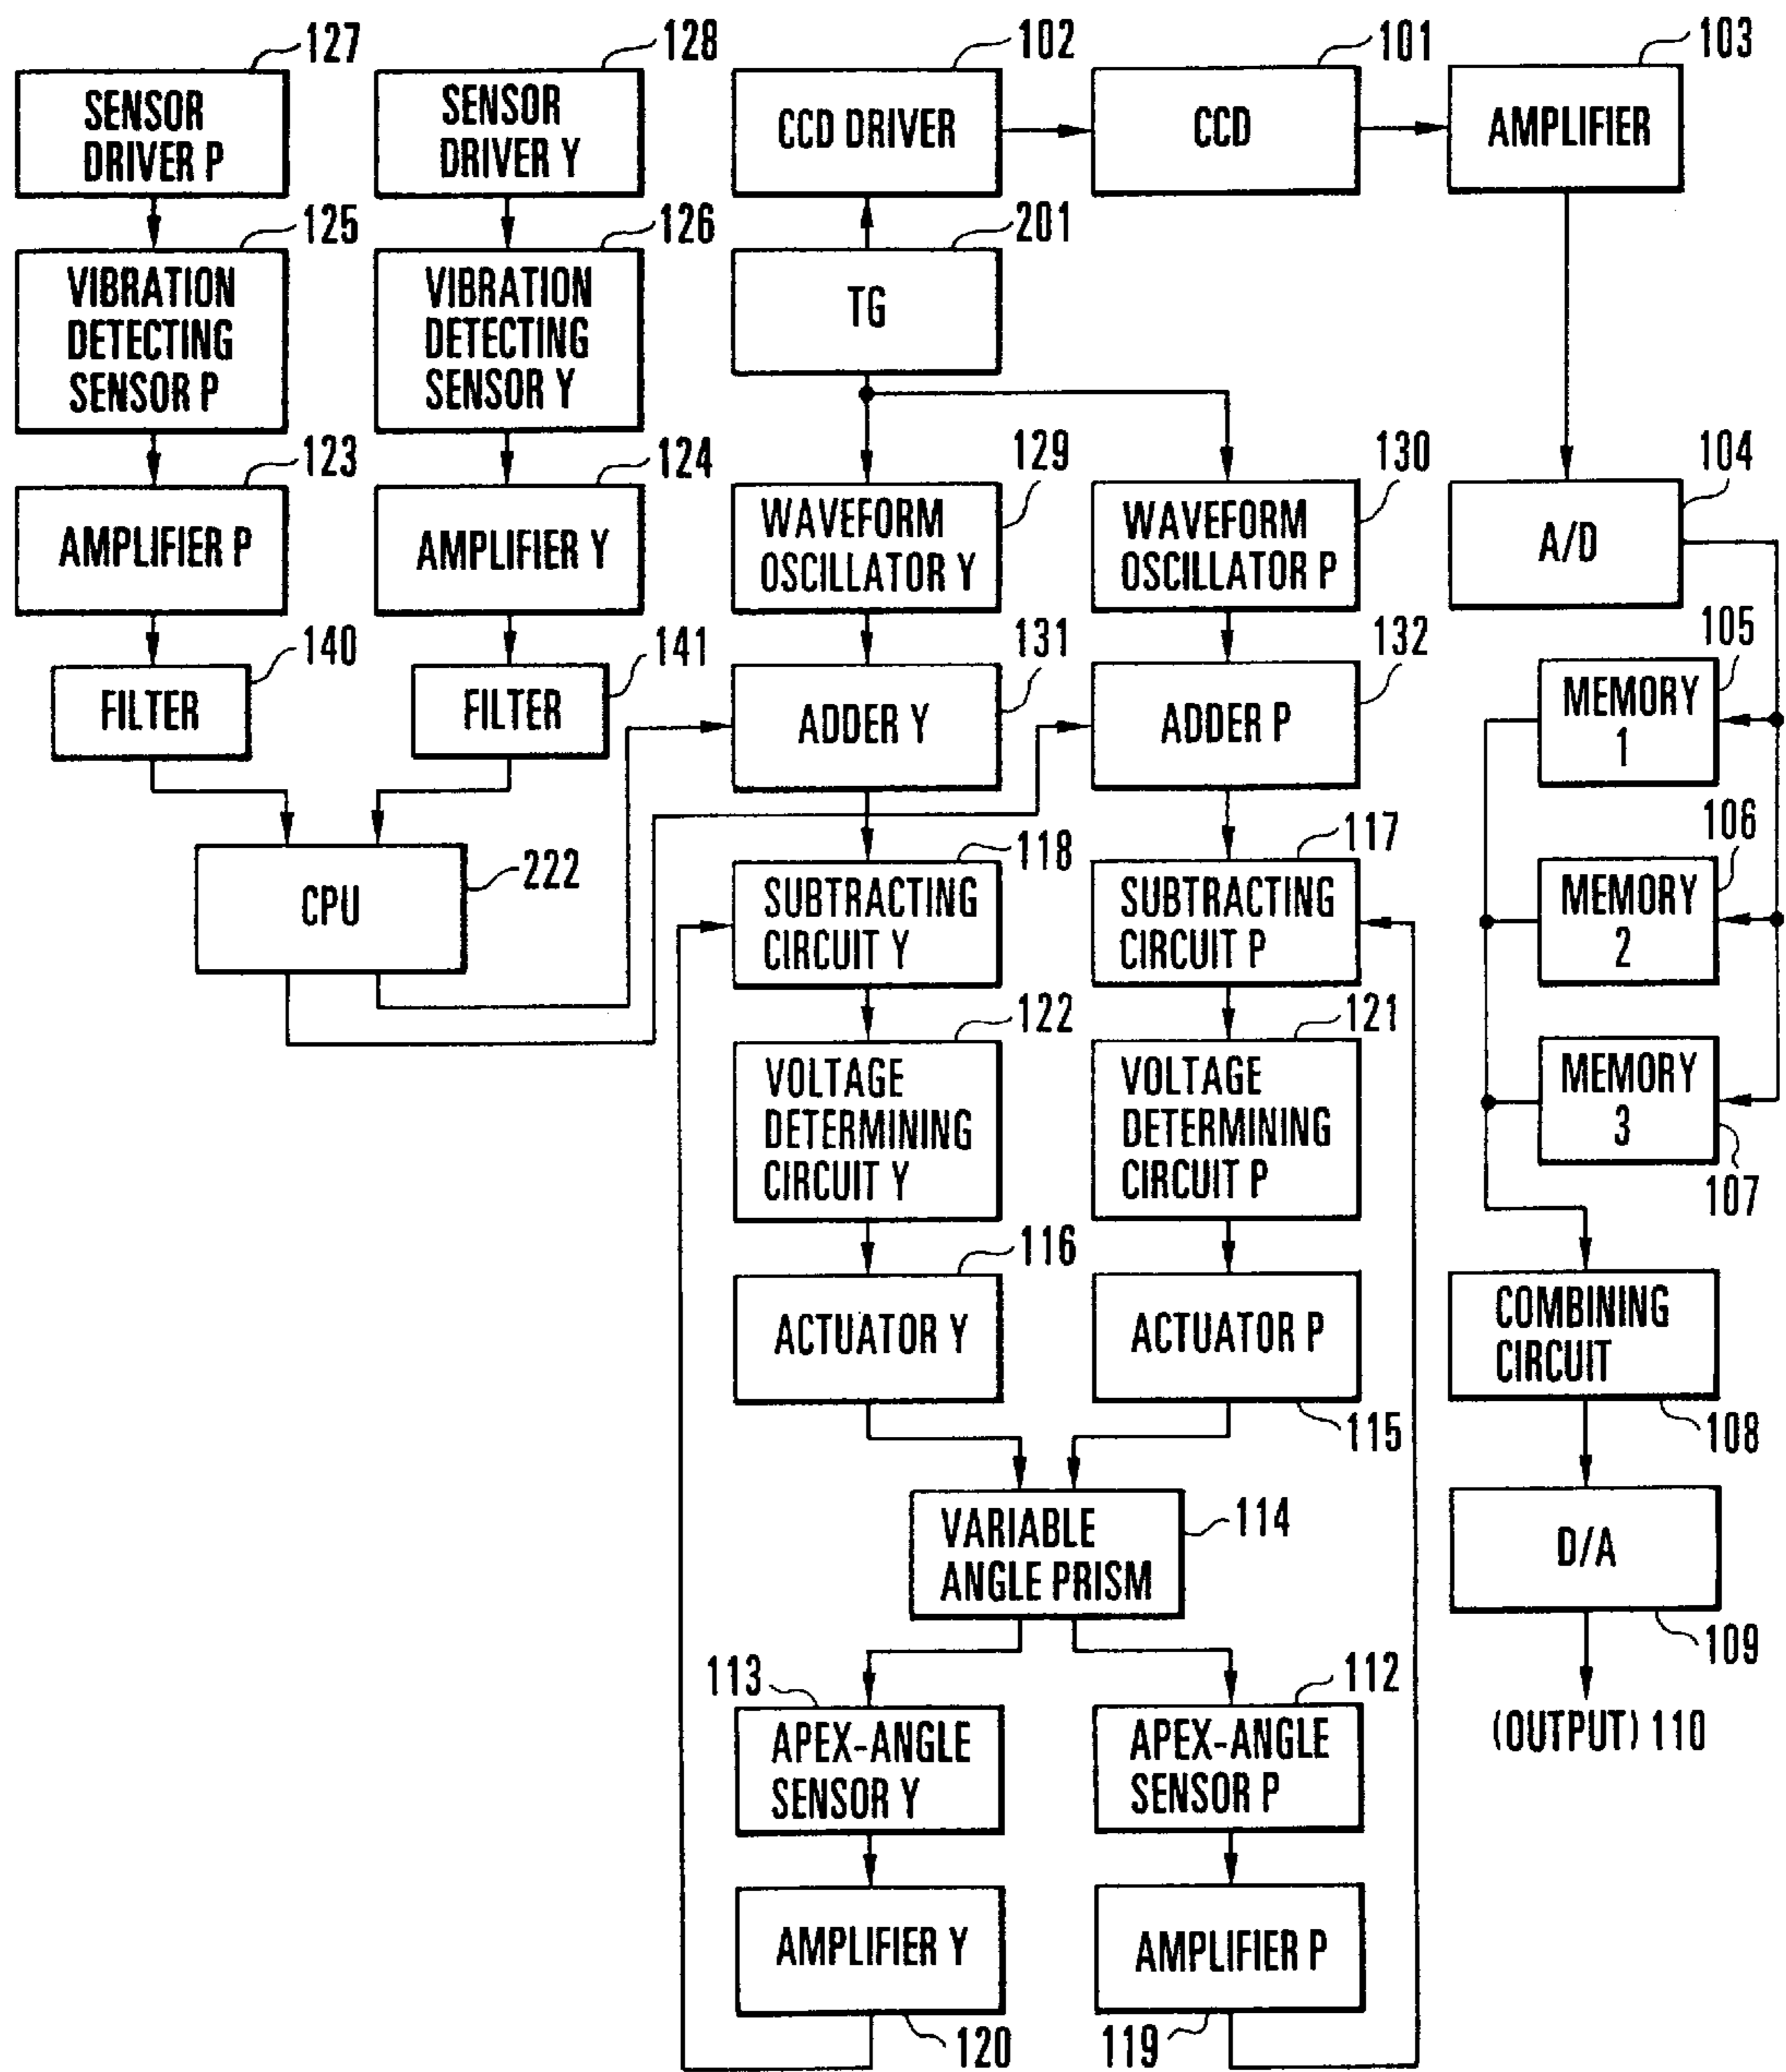 127
SENSOR
DRIVER P
128
SENSOR
DRIVER Y
102
CCD DRIVER
101
CCD
103
AMPLIFIER
125
VIBRATION
DETECTING
SENSOR P
126
VIBRATION
DETECTING
SENSOR Y
201
TG
123
AMPLIFIER P
124
AMPLIFIER Y
129
WAVEFORM
OSCILLATOR Y
130
WAVEFORM
OSCILLATOR P
104
A/D
140
FILTER
141
FILTER
131
ADDER Y
132
ADDER P
105
MEMORY
1
222
CPU
118
SUBTRACTING
CIRCUIT Y
117
SUBTRACTING
CIRCUIT P
106
MEMORY
2
122
VOLTAGE
DETERMINING
CIRCUIT Y
121
VOLTAGE
DETERMINING
CIRCUIT P
MEMORY
3
107
116
ACTUATOR Y
ACTUATOR P
115
COMBINING
CIRCUIT
108
VARIABLE
ANGLE PRISM
114
D/A
109
113
APEX-ANGLE
SENSOR Y
112
APEX-ANGLE
SENSOR P
(OUTPUT) 110
AMPLIFIER Y
120
AMPLIFIER P
119